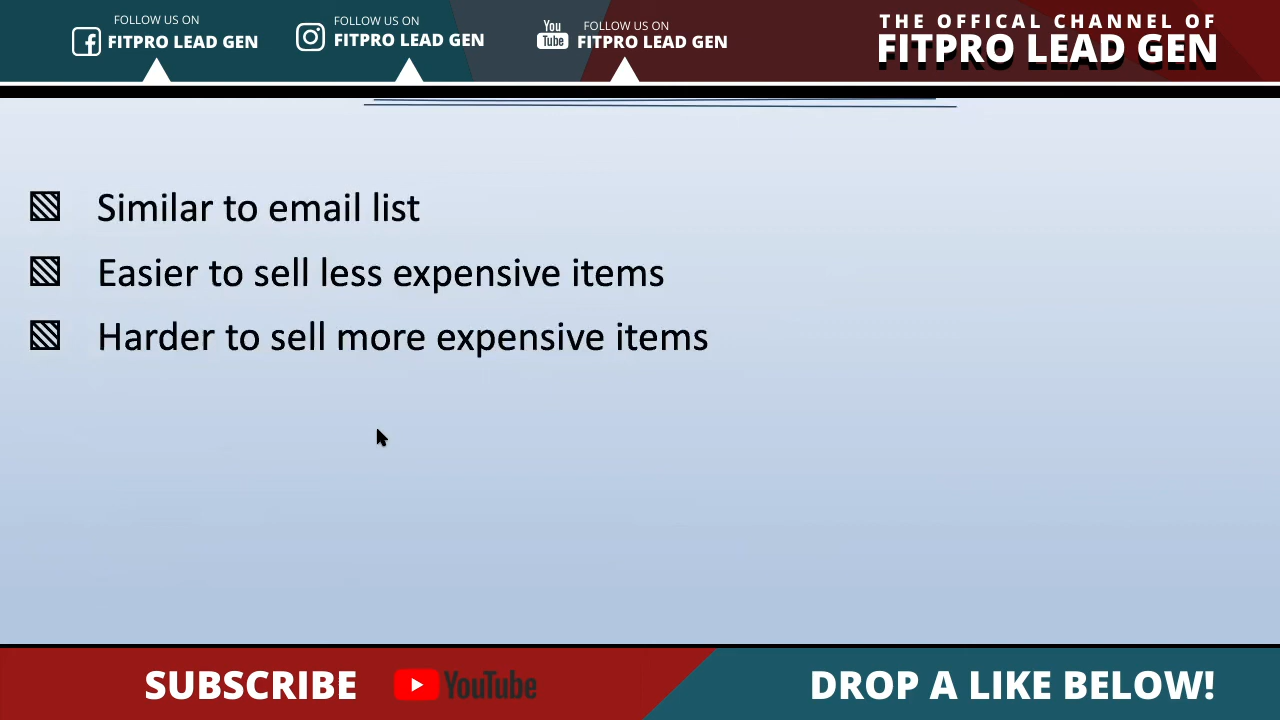 FOLLOW US ON
FITPRO LEAD GEN
FOLLOW US ON
FITPRO LEAD GEN
You
Tube
FOLLOW US ON
FITPRO LEAD GEN
THE OFFICAL CHANNEL OF
FITPRO LEAD GEN
Similar to email list
Easier to sell less expensive items
Harder to sell more expensive items
SUBSCRIBE
YouTube
DROP A LIKE BELOW!